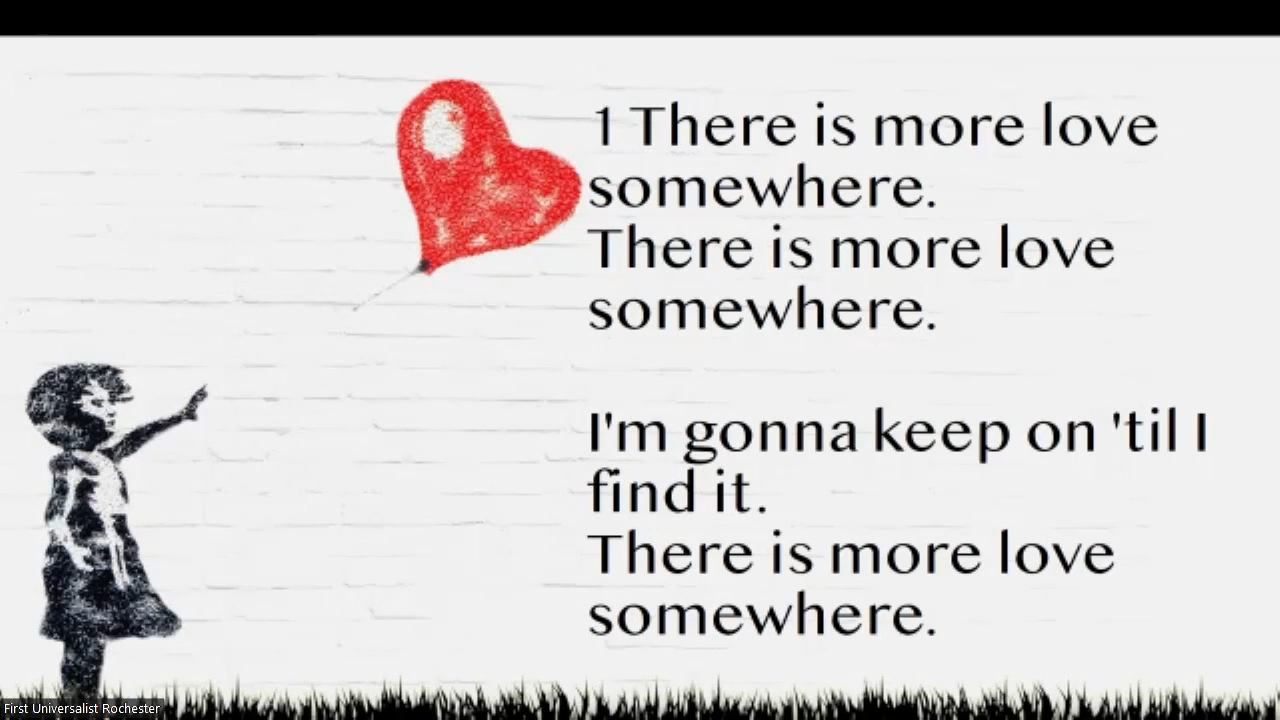 1 There is more love
somewhere.
There is more love
somewhere.
I'm gonna keep on 'til I
find it.
There is more love
somewhere.
First Universalist Rochester